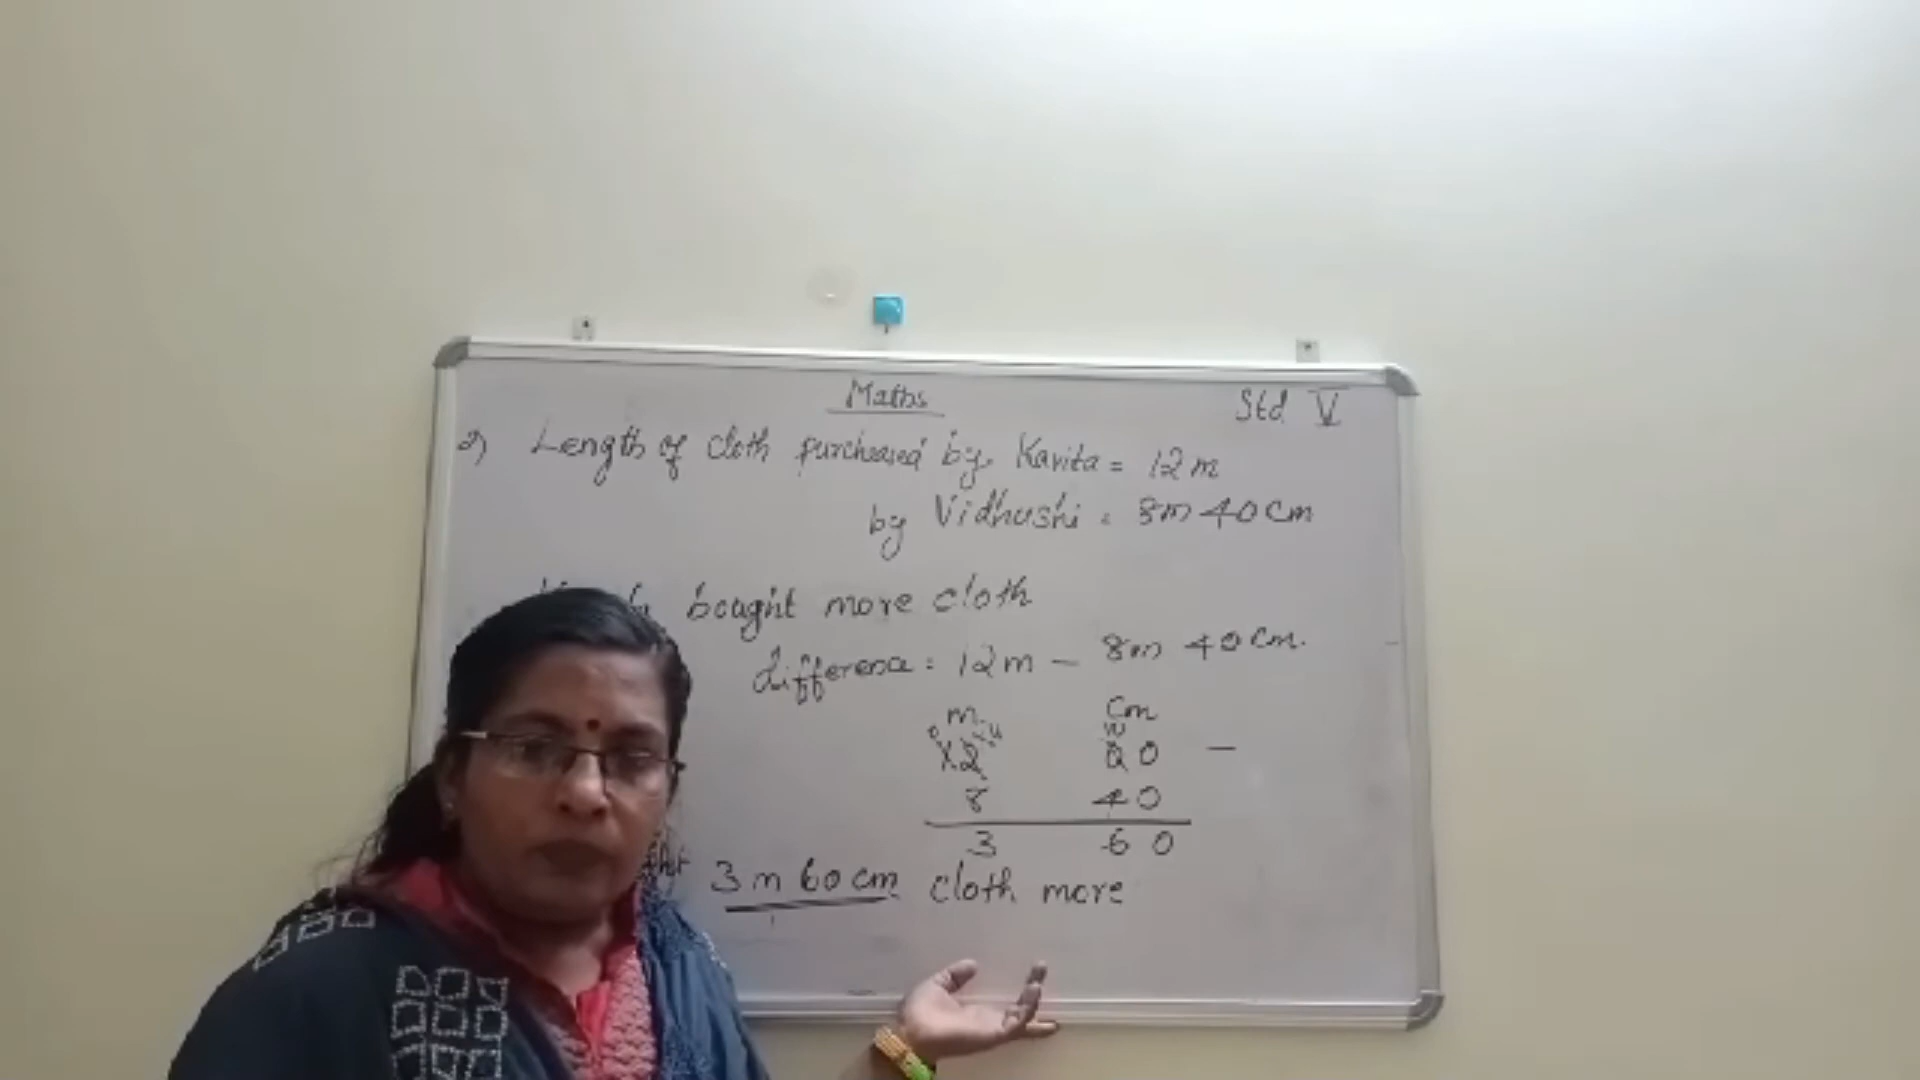 Maths Std V
2) Length of cloth purchased by Kavita = 12 m
by Vidhushi = 8m 40 cm
bought more cloth
difference = 12m - 8m 40 cm.
m cm
12 00 -
8 40
3 60
3 m 60 cm cloth more